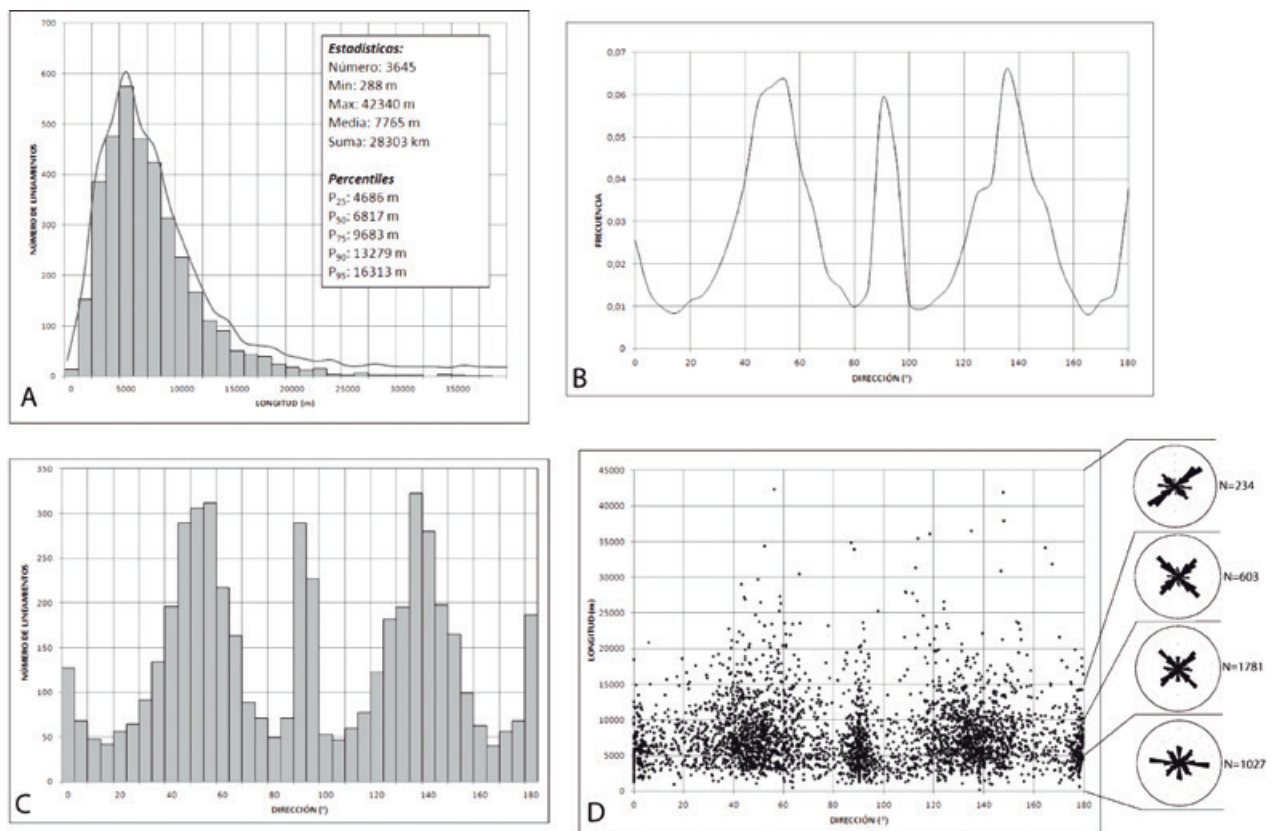 700
600
500
400
300
200
100
0
NÚMERO DE LINEAMIENTOS
Estadísticas:
Número: 3645
Min: 288 m
Max: 42340 m
Media: 7765 m
Suma: 28303 km
Percentiles
P25: 4686 m
P50: 6817 m
P75: 9683 m
P90: 13279 m
P95: 16313 m
0 5000 10000 15000 20000 25000 30000 35000
LONGITUD (m)
A
0,07
0,06
0,05
0,04
0,03
0,02
0,01
0
FRECUENCIA
0 20 40 60 80 100 120 140 160 180
DIRECCIÓN (°)
B
350
300
250
200
150
100
50
0
NÚMERO DE LINEAMIENTOS
0 20 40 60 80 100 120 140 160 180
DIRECCIÓN (°)
C
45000
40000
35000
30000
25000
20000
15000
10000
5000
0
LONGITUD (m)
0 20 40 60 80 100 120 140 160 180
DIRECCIÓN (°)
D
N=234
N=603
N=1781
N=1027